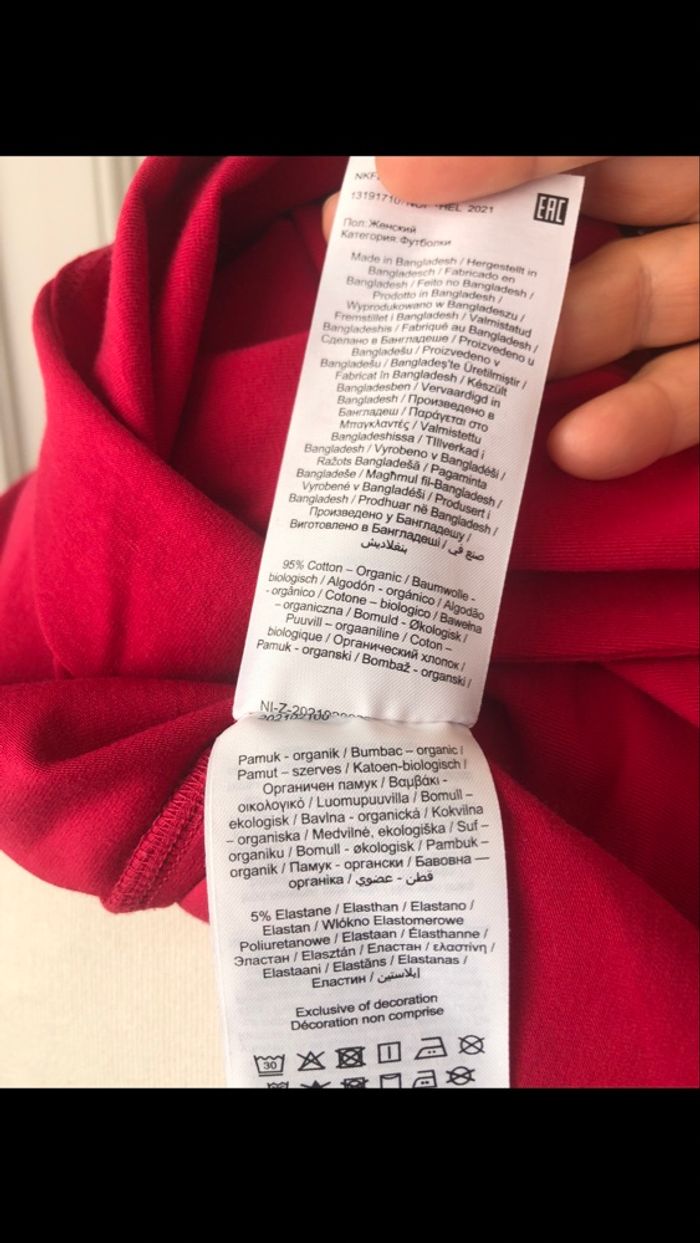 NKF
13191710 HEL 2021
EAC
Пол: Женский
Категория: Футболки
Made in Bangladesh / Hergestellt in
Bangladesch / Fabricado en
Bangladesh / Feito no Bangladesh /
Prodotto in Bangladesh /
Wyprodukowano w Bangladeszu /
Fremstillet i Bangladesh / Valmistatud
Bangladeshis / Fabriqué au Bangladesh /
Сделано в Бангладеше / Proizvedeno u
Bangladešu / Proizvedeno v
Bangladešu / Bangladeş'te Üretilmiştir /
Fabricat în Bangladesh / Készült
Bangladesben / Vervaardigd in
Bangladesh / Произведено в
Бангладеш / Παράγεται στο
Μπαγκλαντές / Valmistettu
Bangladeshissa / Tillverkad i
Bangladesh / Vyrobeno v Bangladéši /
Ražots Bangladešā / Pagaminta
Bangladeše / Magħmul fil-Bangladesh /
Vyrobené v Bangladéši / Produsert i
Bangladesh / Prodhuar në Bangladesh /
Произведено у Бангладешу /
Виготовлено в Бангладеші / صنع في
بنغلاديش
95% Cotton – Organic / Baumwolle -
biologisch / Algodón - orgánico / Algodão
- orgânico / Cotone – biologico / Bawełna
– organiczna / Bomuld - Økologisk /
Puuvill – orgaaniline / Coton –
biologique / Органический хлопок /
Pamuk - organski / Bombaž - organski /
NI-Z-20210
Pamuk - organik / Bumbac – organic /
Pamut – szerves / Katoen-biologisch /
Органичен памук / Βαμβάκι -
οικολογικό / Luomupuuvilla / Bomull –
ekologisk / Bavlna - organická / Kokvilna
– organiska / Medvilnė, ekologiška / Suf –
organiku / Bomull - økologisk / Pambuk –
organik / Памук - органски / Бавовна —
органіка / قطن - عضوي
5% Elastane / Elasthan / Elastano /
Elastan / Włókno Elastomerowe
Poliuretanowe / Elastaan / Élasthanne /
Эластан / Elasztán / Еластан / ελαστίνη /
Elastaani / Elastāns / Elastanas /
Еластин / إيلاستين
Exclusive of decoration
Décoration non comprise
30